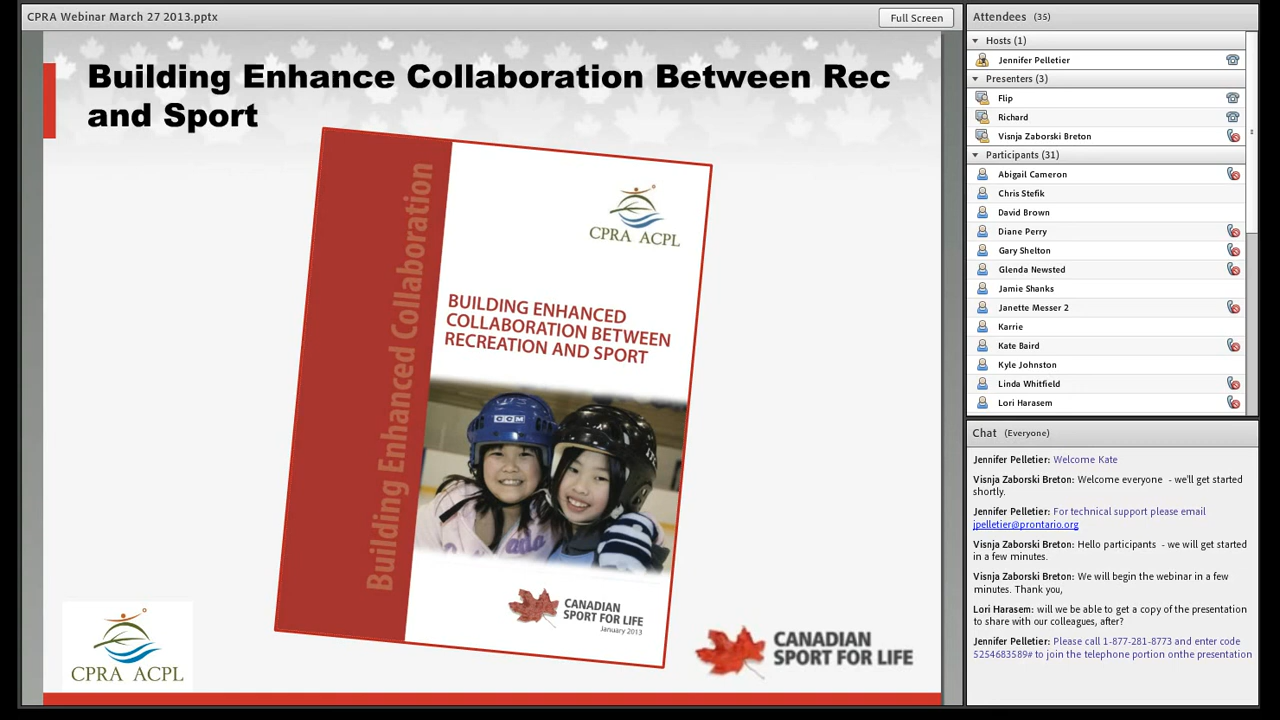 CPRA Webinar March 27 2013.pptx
Full Screen
Building Enhance Collaboration Between Rec
and Sport
Building Enhanced Collaboration
CPRA ACPL
BUILDING ENHANCED
COLLABORATION BETWEEN
RECREATION AND SPORT
CCM
CANADIAN
SPORT FOR LIFE
January 2013
CPRA ACPL
CANADIAN
SPORT FOR LIFE
Attendees (35)
Hosts (1)
Jennifer Pelletier
Presenters (3)
Flip
Richard
Visnja Zaborski Breton
Participants (31)
Abigail Cameron
Chris Stefik
David Brown
Diane Perry
Gary Shelton
Glenda Newsted
Jamie Shanks
Janette Messer 2
Karrie
Kate Baird
Kyle Johnston
Linda Whitfield
Lori Harasem
Chat (Everyone)
Jennifer Pelletier: Welcome Kate
Visnja Zaborski Breton: Welcome everyone - we'll get started
shortly.
Jennifer Pelletier: For technical support please email
jpelletier@prontario.org
Visnja Zaborski Breton: Hello participants - we will get started
in a few minutes.
Visnja Zaborski Breton: We will begin the webinar in a few
minutes. Thank you,
Lori Harasem: will we be able to get a copy of the presentation
to share with our colleagues, after?
Jennifer Pelletier: Please call 1-877-281-8773 and enter code
5254683589# to join the telephone portion onthe presentation